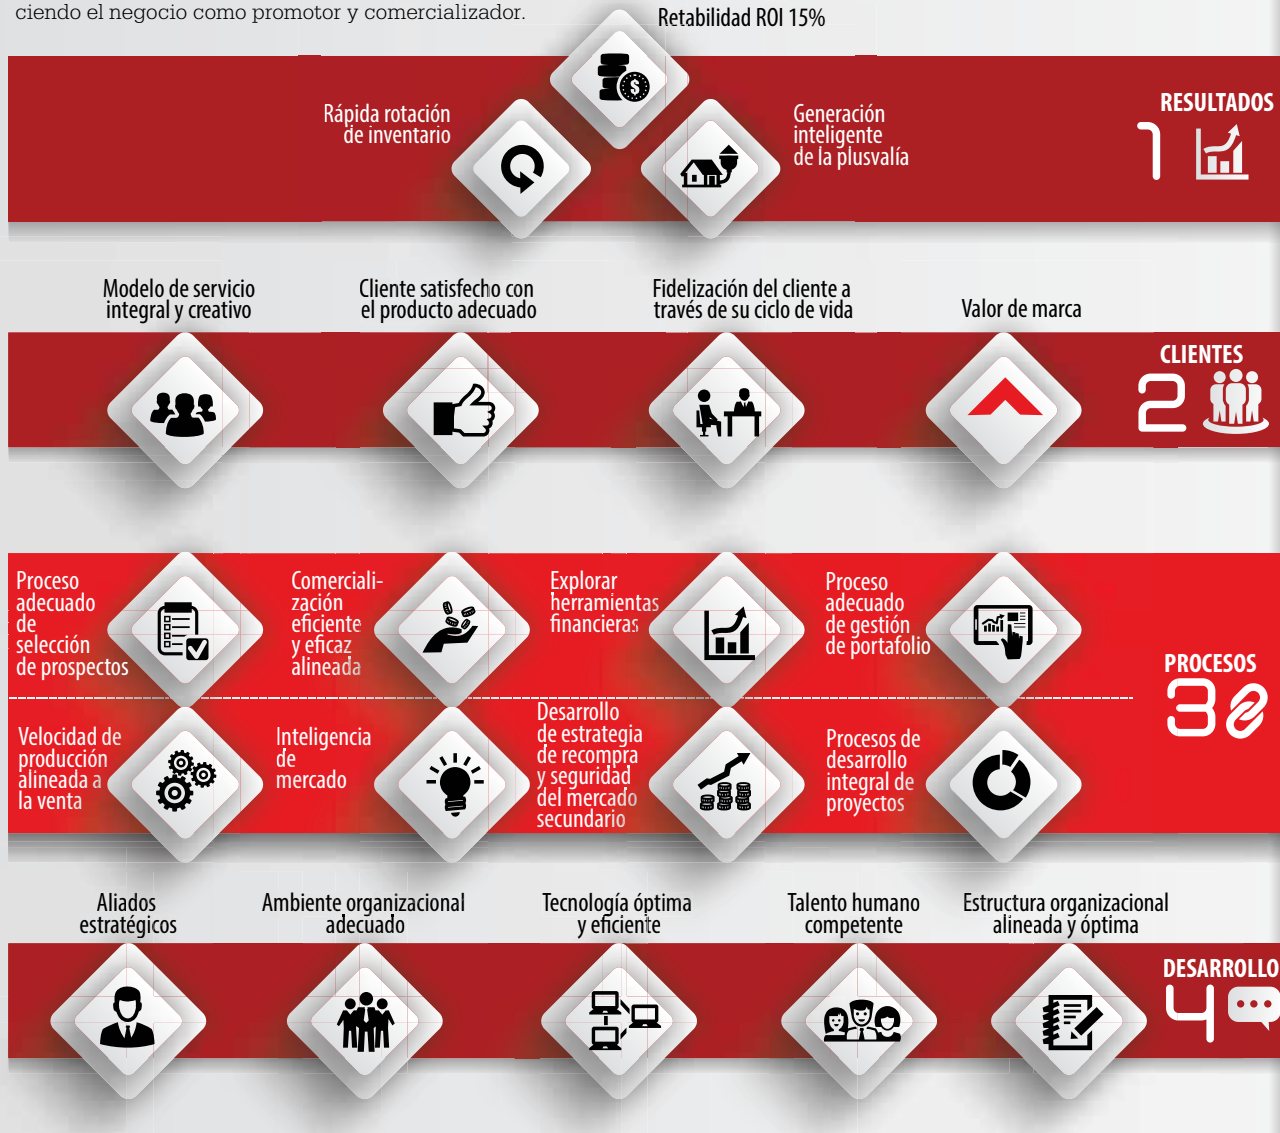 ciendo el negocio como promotor y comercializador.
Retabilidad ROI 15%
Rápida rotación
de inventario
Generación
inteligente
de la plusvalía
RESULTADOS
1
Modelo de servicio
integral y creativo
Cliente satisfecho con
el producto adecuado
Fidelización del cliente a
través de su ciclo de vida
Valor de marca
CLIENTES
2
Proceso
adecuado
de
selección
de prospectos
Comerciali-
zación
eficiente
y eficaz
alineada
Explorar
herramientas
financieras
Proceso
adecuado
de gestión
de portafolio
PROCESOS
3
Velocidad de
producción
alineada a
la venta
Inteligencia
de
mercado
Desarrollo
de estrategia
de recompra
y seguridad
del mercado
secundario
Procesos de
desarrollo
integral de
proyectos
Aliados
estratégicos
Ambiente organizacional
adecuado
Tecnología óptima
y eficiente
Talento humano
competente
Estructura organizacional
alineada y óptima
DESARROLLO
4